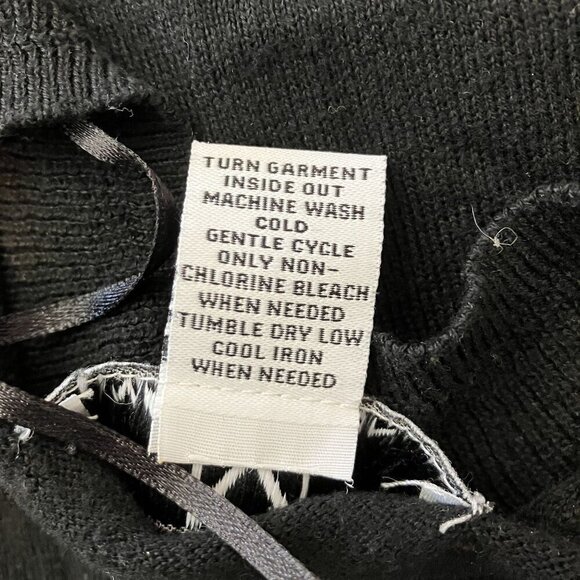 TURN GARMENT
INSIDE OUT
MACHINE WASH
COLD
GENTLE CYCLE
ONLY NON-
CHLORINE BLEACH
WHEN NEEDED
TUMBLE DRY LOW
COOL IRON
WHEN NEEDED